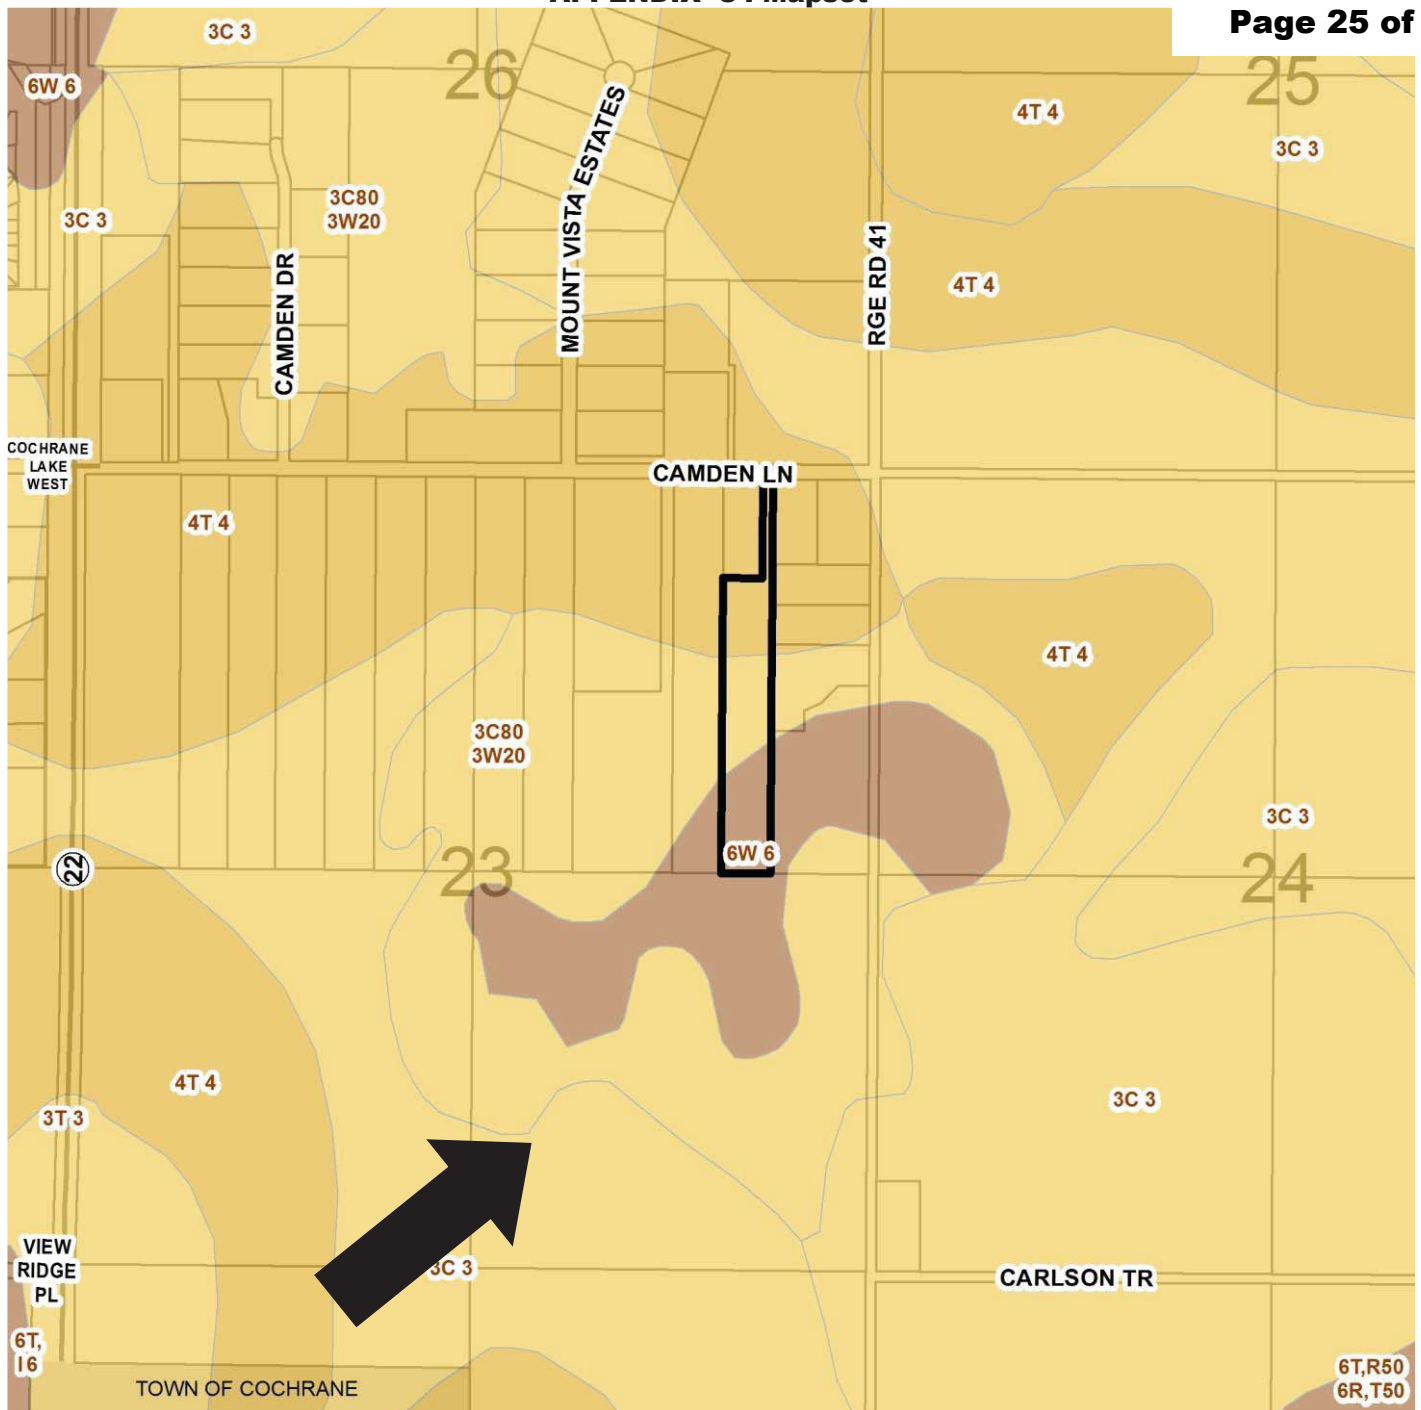 Page 25 of
3C 3
26
25
6W 6
4T 4
MOUNT VISTA ESTATES
3C 3
3C80
3W20
3C 3
RGE RD 41
CAMDEN DR
4T 4
COCHRANE
LAKE
WEST
CAMDEN LN
4T 4
4T 4
3C80
3W20
3C 3
6W 6
22
23
24
4T 4
3C 3
3T 3
VIEW
RIDGE
PL
3C 3
CARLSON TR
6T,
I6
6T,R50
6R,T50
TOWN OF COCHRANE